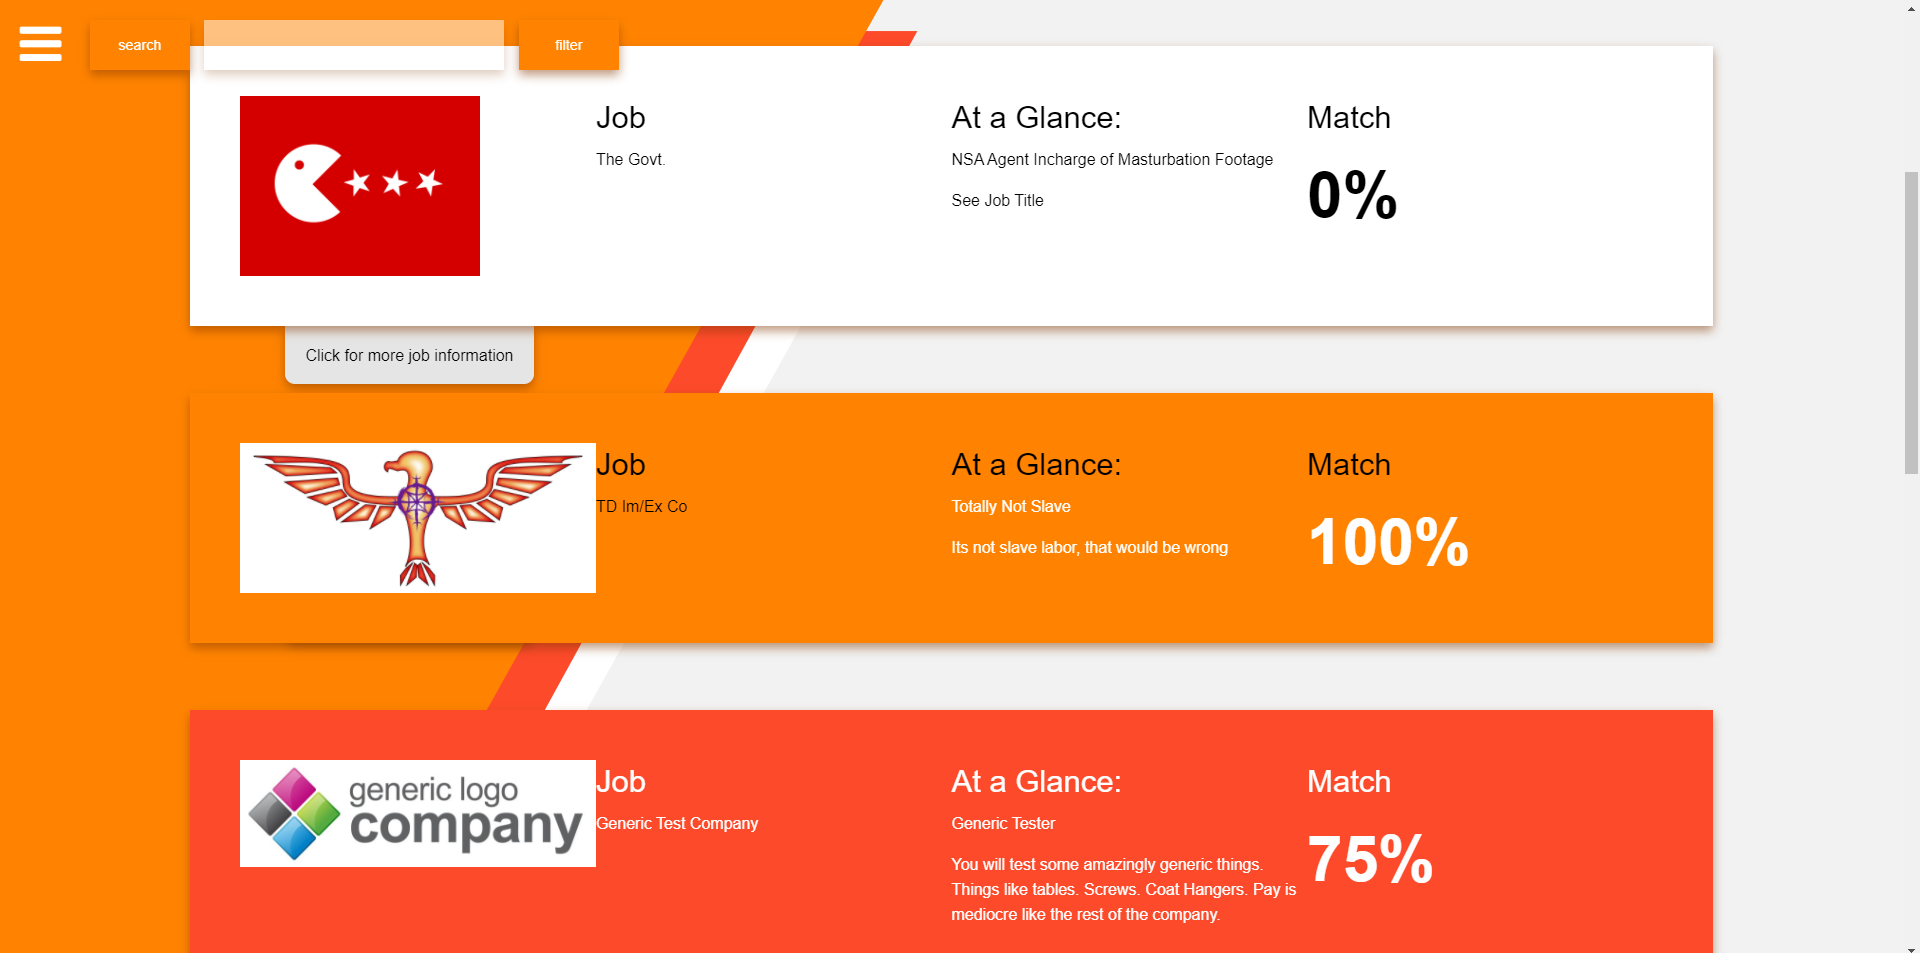 search
filter
Job
At a Glance:
Match
The Govt.
NSA Agent Incharge of Masturbation Footage
0%
See Job Title
Click for more job information
Job
At a Glance:
Match
TD Im/Ex Co
Totally Not Slave
100%
Its not slave labor, that would be wrong
generic logo
company
Job
At a Glance:
Match
Generic Test Company
Generic Tester
75%
You will test some amazingly generic things.
Things like tables. Screws. Coat Hangers. Pay is
mediocre like the rest of the company.